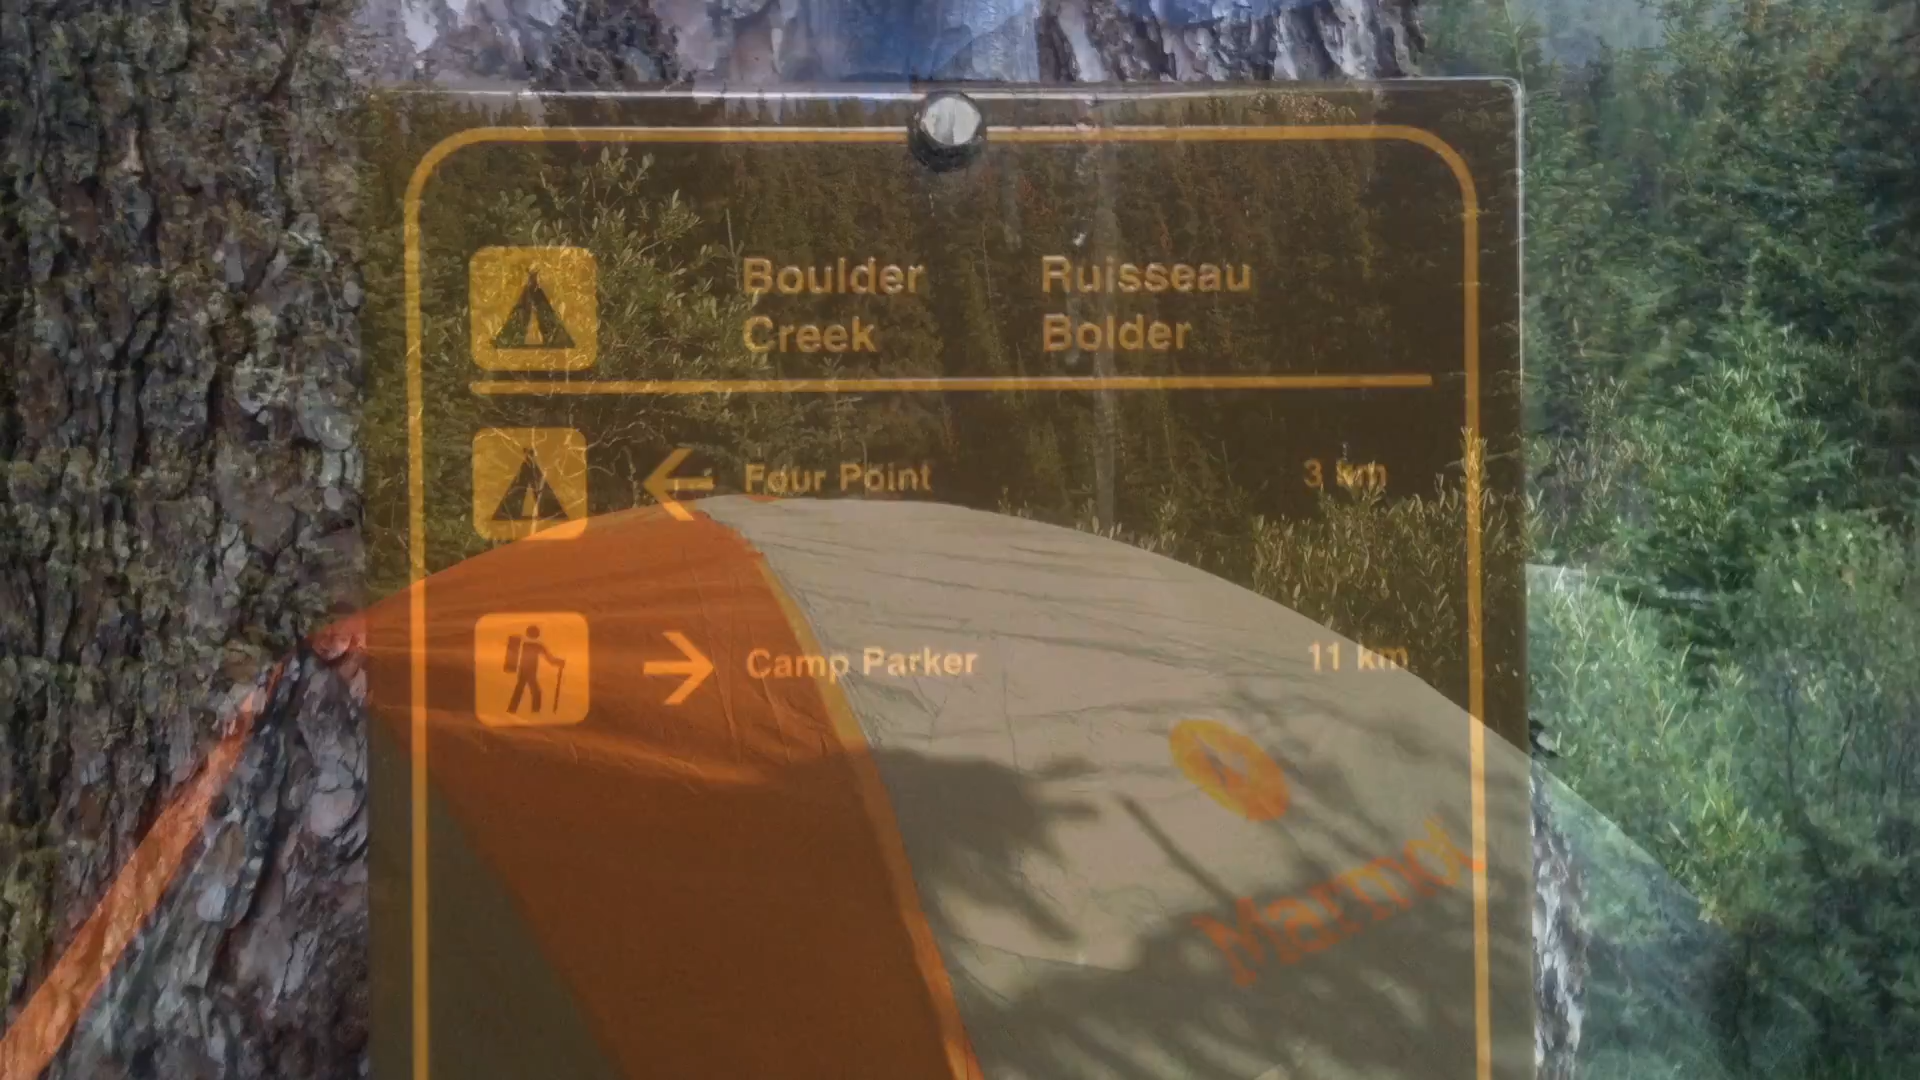 Boulder Ruisseau
Creek Bolder
Four Point 3 km
Camp Parker 11 km
Marmot